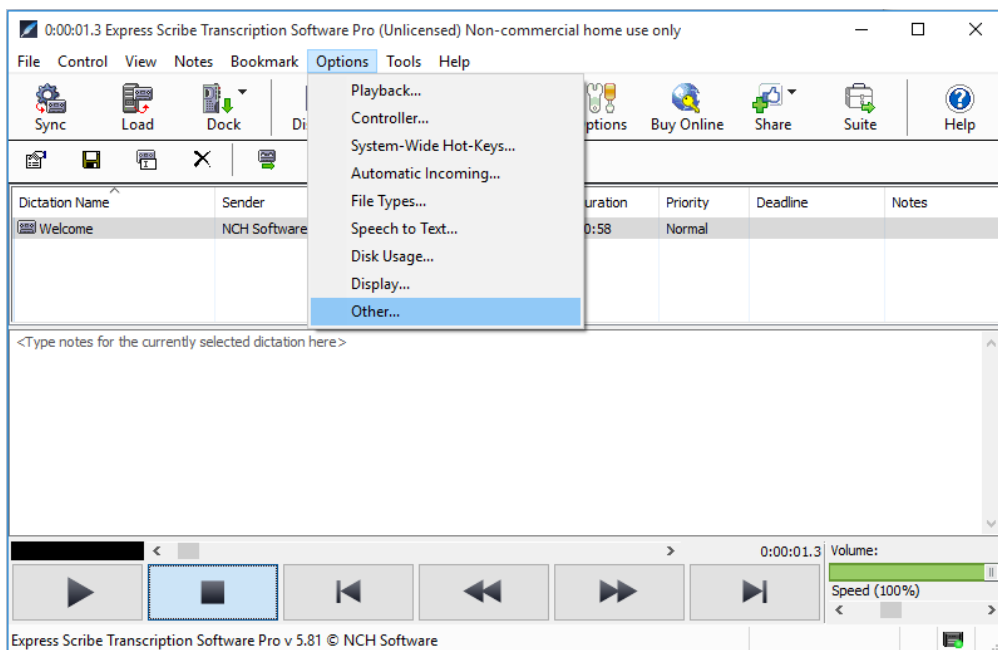 0:00:01.3 Express Scribe Transcription Software Pro (Unlicensed) Non-commercial home use only
File Control View Notes Bookmark Options Tools Help
Sync Load Dock Di ptions Buy Online Share Suite Help
Playback...
Controller...
System-Wide Hot-Keys...
Automatic Incoming...
File Types...
Speech to Text...
Disk Usage...
Display...
Other...
Dictation Name Sender uration Priority Deadline Notes
Welcome NCH Software 0:58 Normal
<Type notes for the currently selected dictation here>
0:00:01.3 Volume:
Speed (100%)
Express Scribe Transcription Software Pro v 5.81 © NCH Software